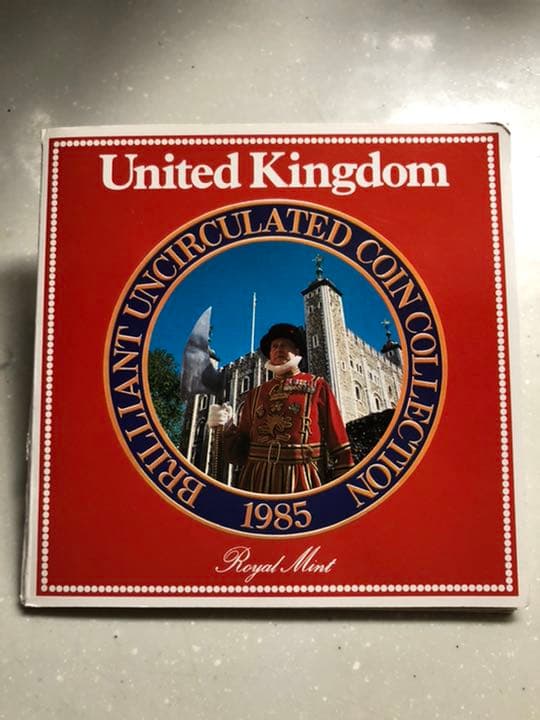 United Kingdom
BRILLIANT UNCIRCULATED COIN COLLECTION
1985
Royal Mint